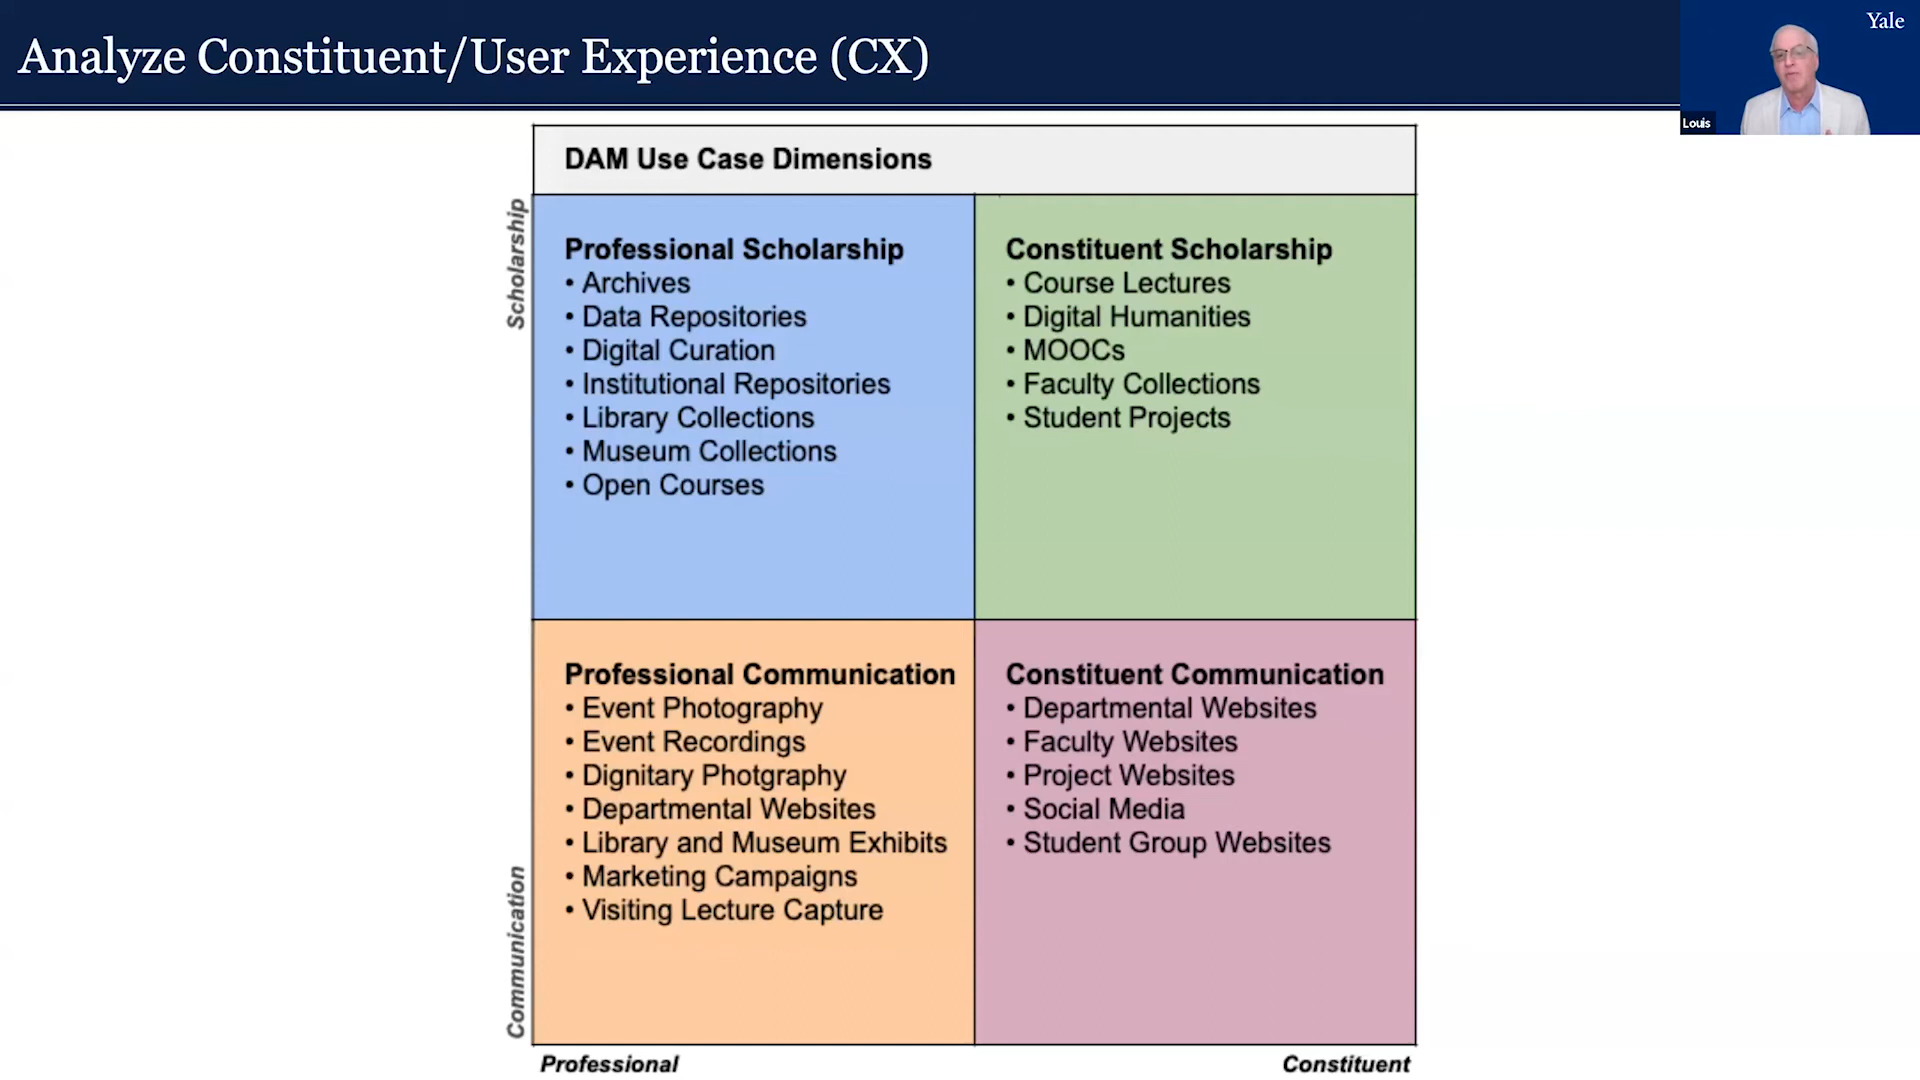 Analyze Constituent/User Experience (CX)
Yale
Louis
DAM Use Case Dimensions
Scholarship
Professional Scholarship
• Archives
• Data Repositories
• Digital Curation
• Institutional Repositories
• Library Collections
• Museum Collections
• Open Courses
Constituent Scholarship
• Course Lectures
• Digital Humanities
• MOOCs
• Faculty Collections
• Student Projects
Communication
Professional Communication
• Event Photography
• Event Recordings
• Dignitary Photgraphy
• Departmental Websites
• Library and Museum Exhibits
• Marketing Campaigns
• Visiting Lecture Capture
Constituent Communication
• Departmental Websites
• Faculty Websites
• Project Websites
• Social Media
• Student Group Websites
Professional
Constituent